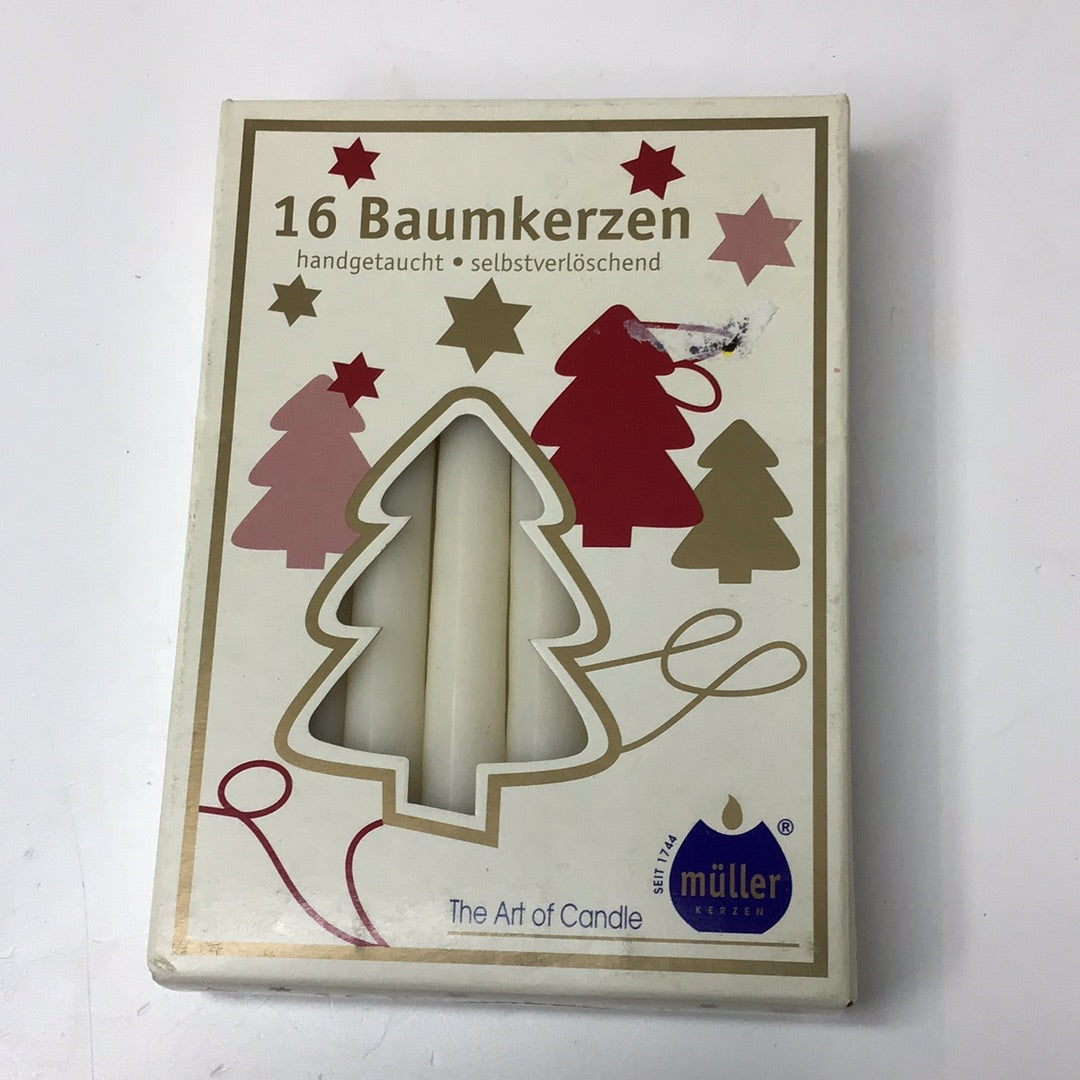 16 Baumkerzen
handgetaucht • selbstverlöschend
SEIT 1744
müller
®
KERZEN
The Art of Candle